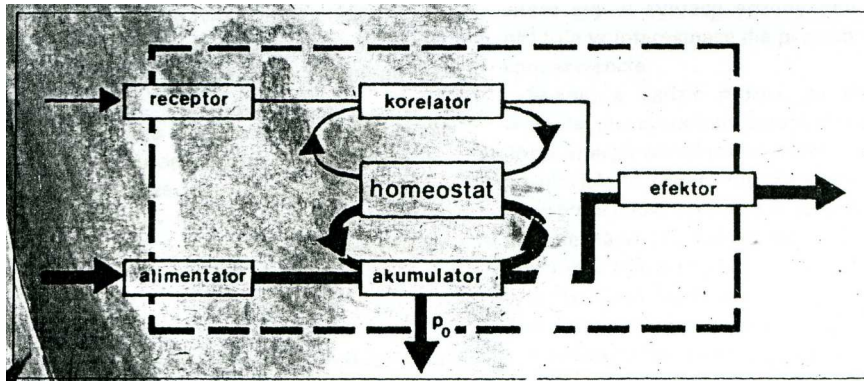 receptor
korelator
homeostat
efektor
alimentator
akumulator
p₀